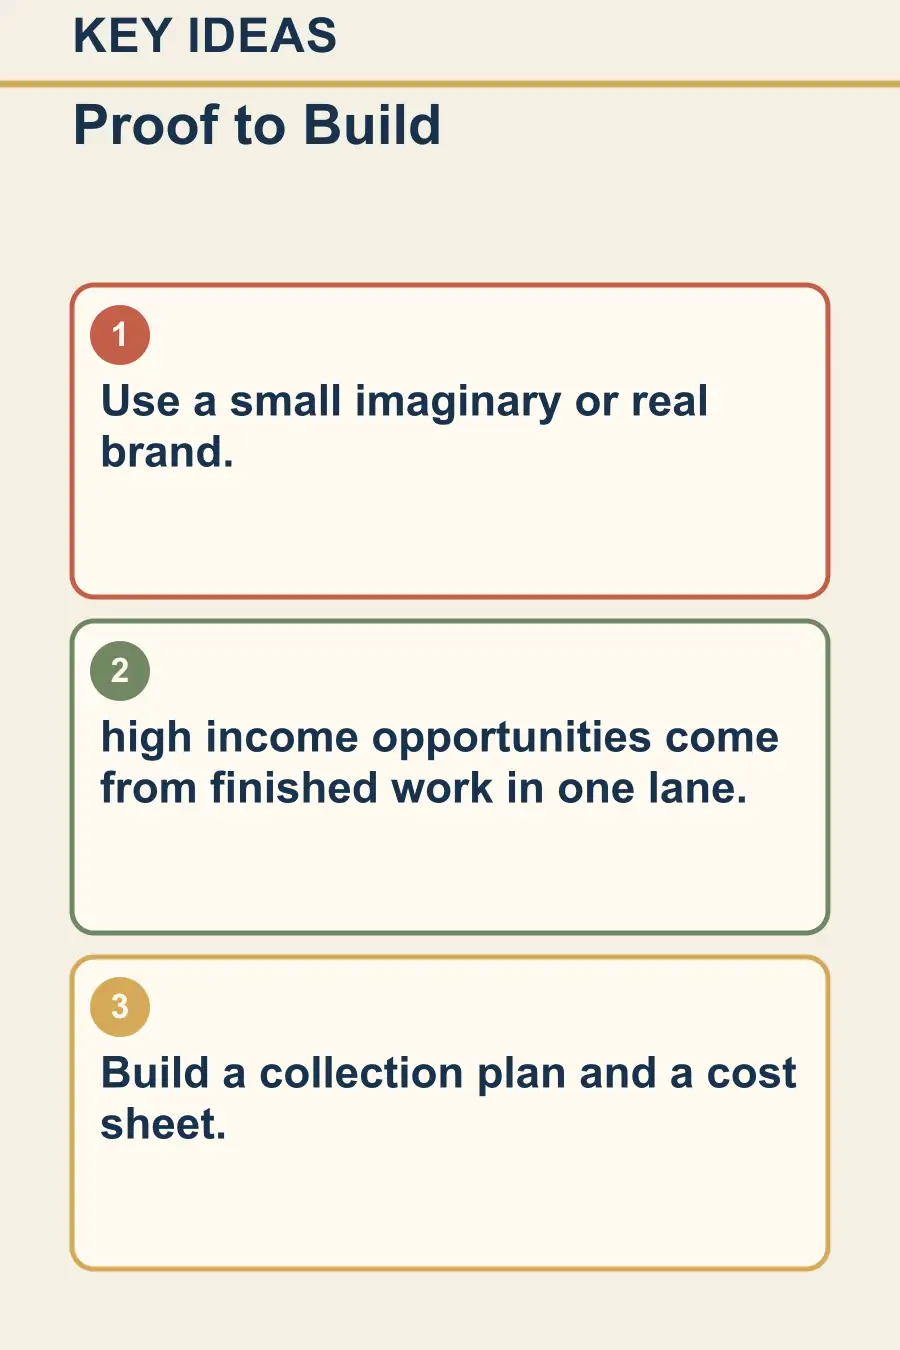 KEY IDEAS
Proof to Build
1
Use a small imaginary or real
brand.
2
high income opportunities come
from finished work in one lane.
3
Build a collection plan and a cost
sheet.